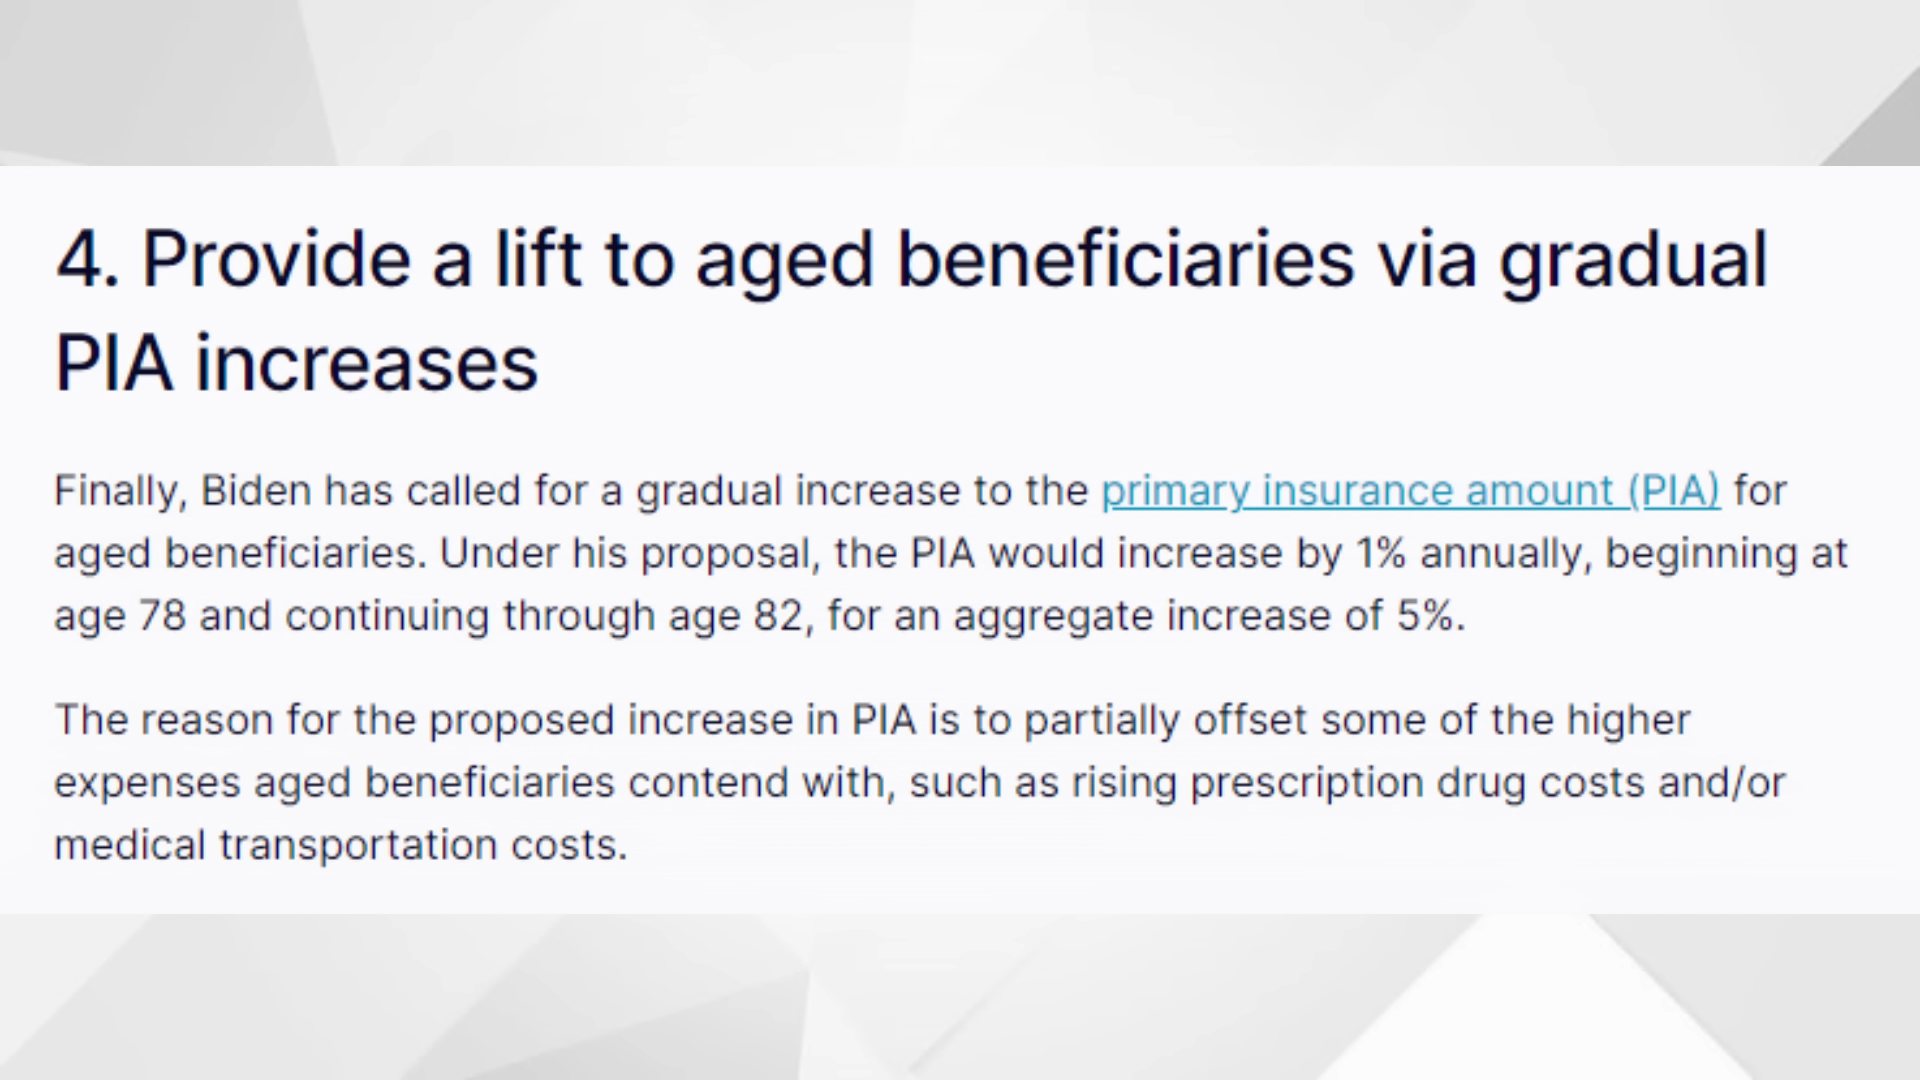 4. Provide a lift to aged beneficiaries via gradual
PIA increases
Finally, Biden has called for a gradual increase to the primary insurance amount (PIA) for
aged beneficiaries. Under his proposal, the PIA would increase by 1% annually, beginning at
age 78 and continuing through age 82, for an aggregate increase of 5%.
The reason for the proposed increase in PIA is to partially offset some of the higher
expenses aged beneficiaries contend with, such as rising prescription drug costs and/or
medical transportation costs.